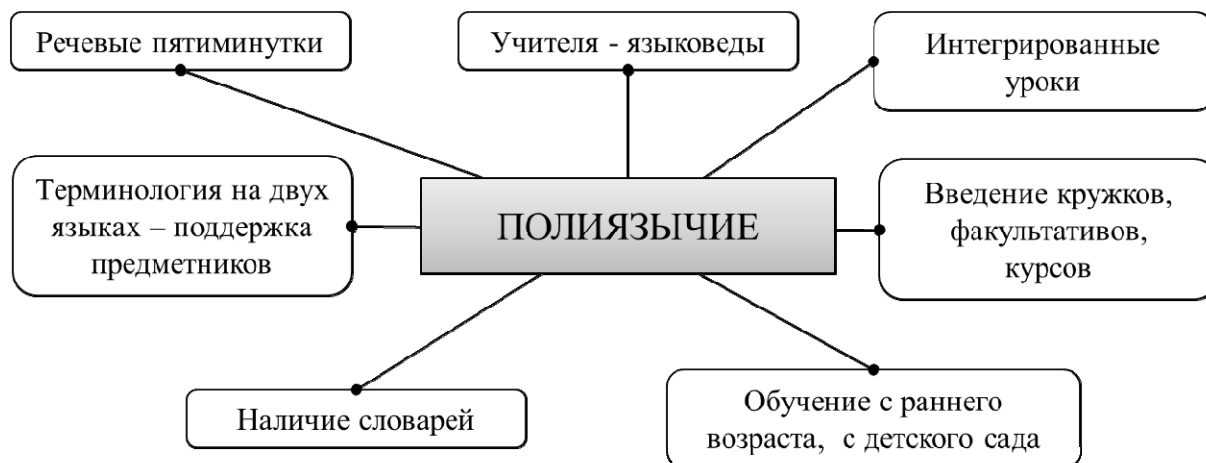 Речевые пятиминутки
Учителя - языковеды
Интегрированные
уроки
Терминология на двух
языках – поддержка
предметников
ПОЛИЯЗЫЧИЕ
Введение кружков,
факультативов,
курсов
Наличие словарей
Обучение с раннего
возраста, с детского сада